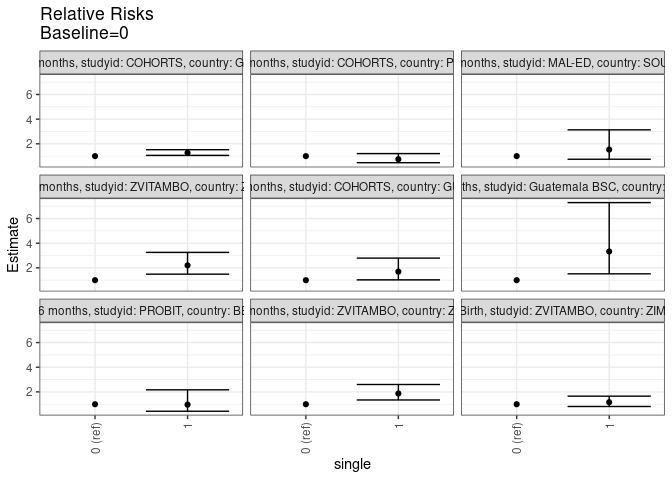 Relative Risks
Baseline=0
months, studyid: COHORTS, country: G
months, studyid: COHORTS, country: P
months, studyid: MAL-ED, country: SOU
6
4
2
months, studyid: ZVITAMBO, country: Z
months, studyid: COHORTS, country: GU
ths, studyid: Guatemala BSC, country:
6
4
2
Estimate
6 months, studyid: PROBIT, country: BE
months, studyid: ZVITAMBO, country: Z
Birth, studyid: ZVITAMBO, country: ZIM
6
4
2
0 (ref)
1
0 (ref)
1
0 (ref)
1
single